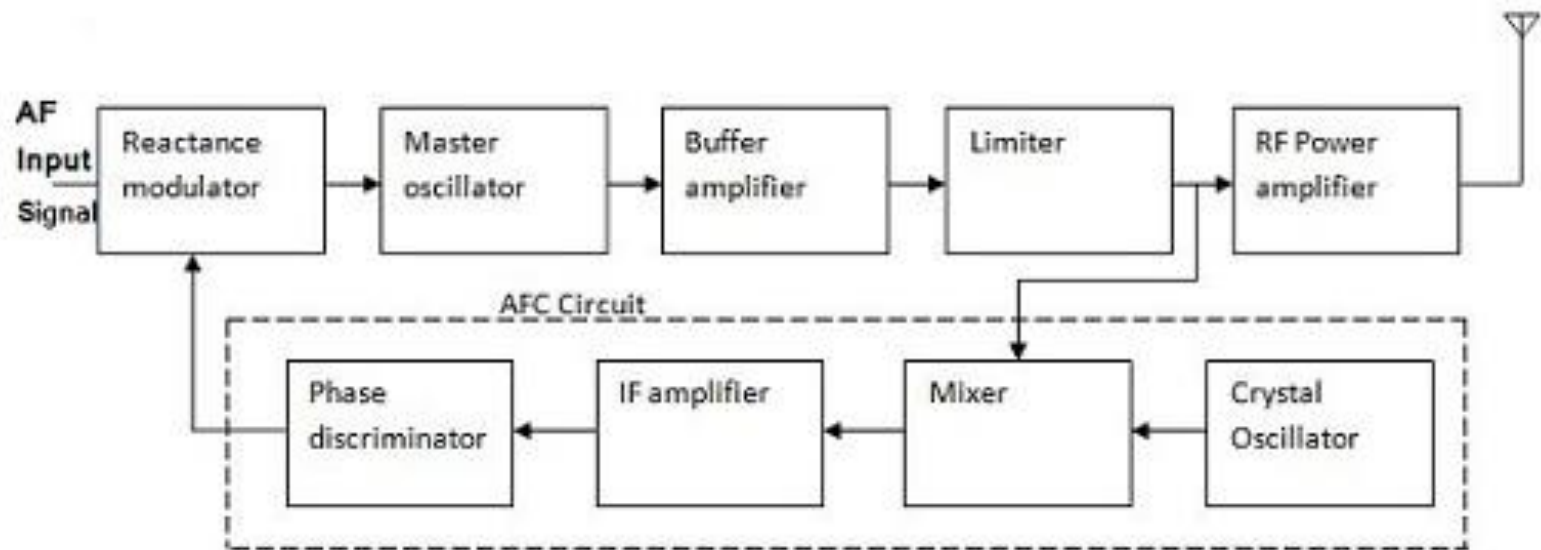 AF
Input
Signal
Reactance
modulator
Master
oscillator
Buffer
amplifier
Limiter
RF Power
amplifier
AFC Circuit
Phase
discriminator
IF amplifier
Mixer
Crystal
Oscillator